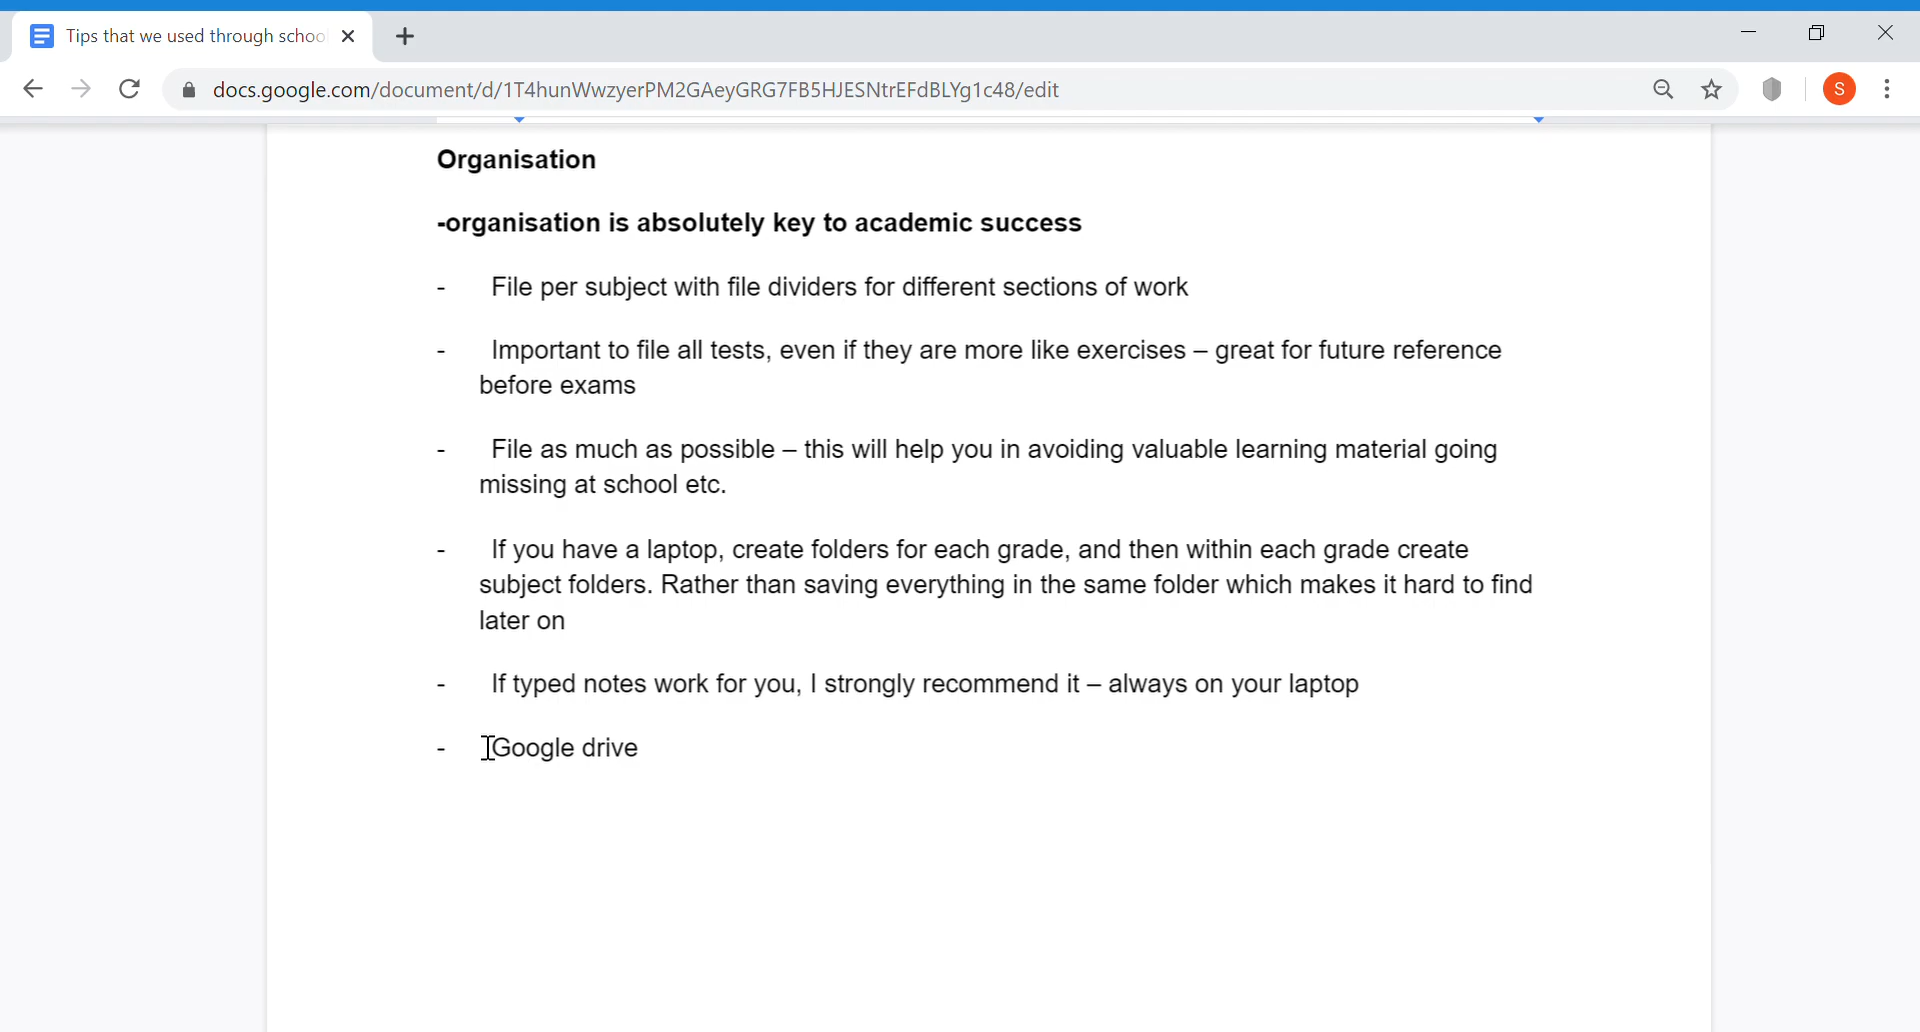 Tips that we used through schoo
docs.google.com/document/d/1T4hunWwzyerPM2GAeyGRG7FB5HJESNtrEFdBLYg1c48/edit
S
Organisation
-organisation is absolutely key to academic success
- File per subject with file dividers for different sections of work
- Important to file all tests, even if they are more like exercises – great for future reference
before exams
- File as much as possible – this will help you in avoiding valuable learning material going
missing at school etc.
- If you have a laptop, create folders for each grade, and then within each grade create
subject folders. Rather than saving everything in the same folder which makes it hard to find
later on
- If typed notes work for you, I strongly recommend it – always on your laptop
- Google drive